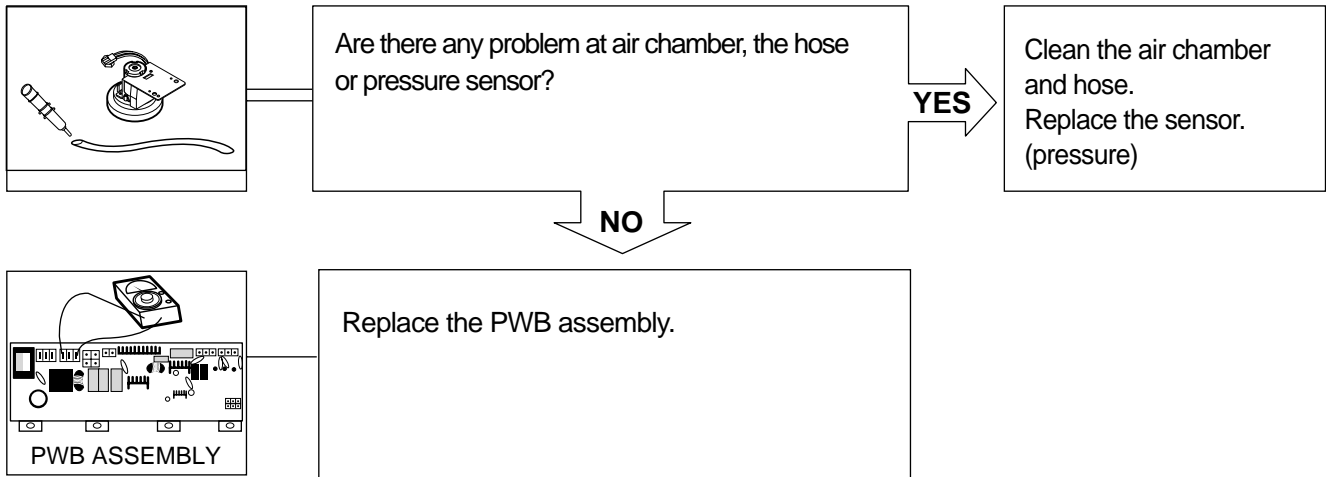 Are there any problem at air chamber, the hose
or pressure sensor?
YES
Clean the air chamber
and hose.
Replace the sensor.
(pressure)
NO
Replace the PWB assembly.
PWB ASSEMBLY